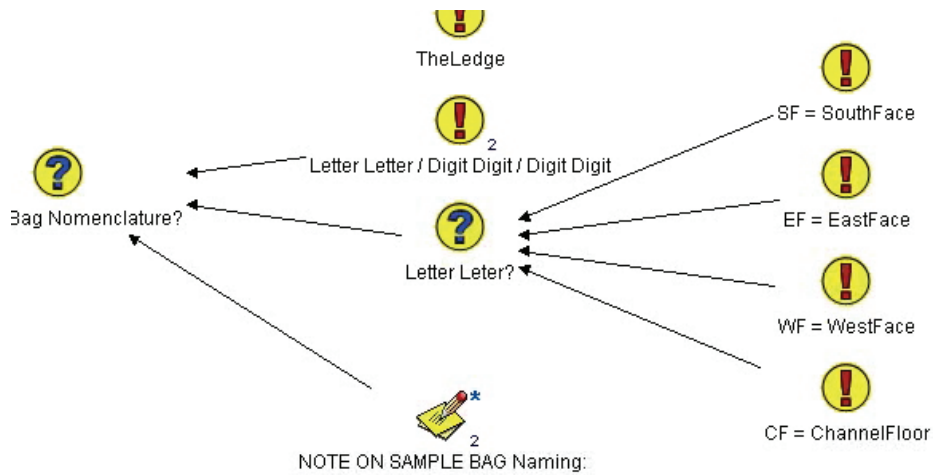 TheLedge
SF = SouthFace
2
Letter Letter / Digit Digit / Digit Digit
Bag Nomenclature?
EF = EastFace
Letter Leter?
WF = WestFace
*
2
CF = ChannelFloor
NOTE ON SAMPLE BAG Naming: